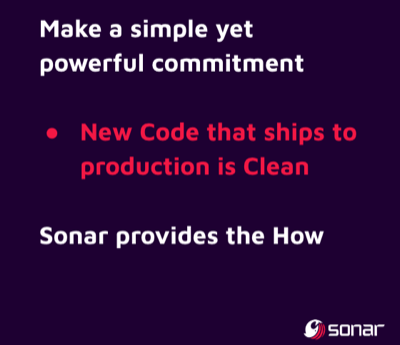 Make a simple yet
powerful commitment
● New Code that ships to
production is Clean
Sonar provides the How
sonar